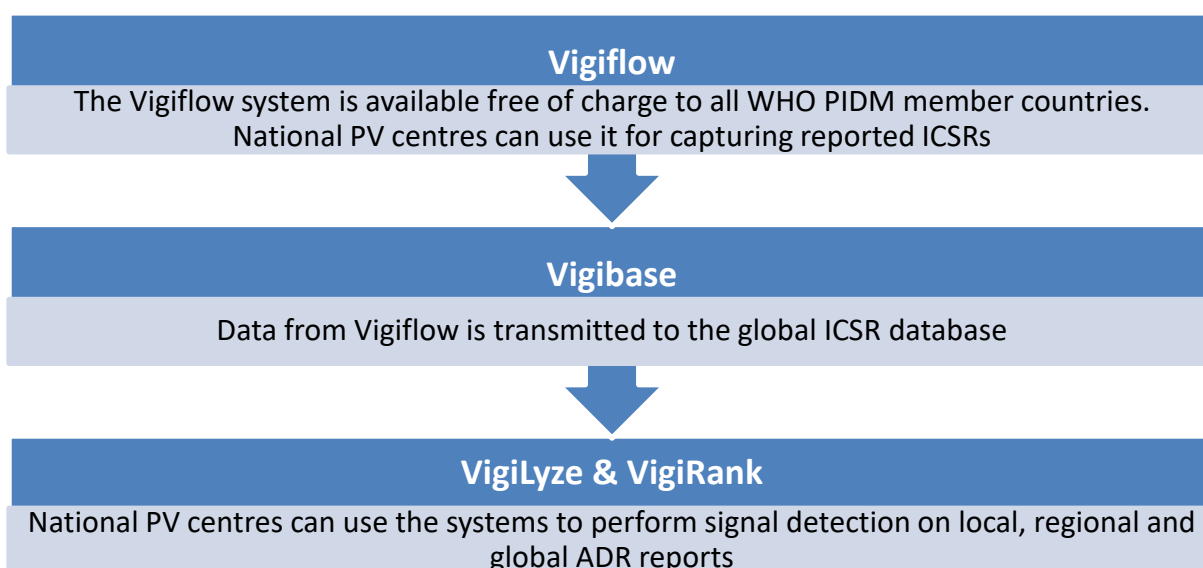 Vigiflow
The Vigiflow system is available free of charge to all WHO PIDM member countries.
National PV centres can use it for capturing reported ICSRs
Vigibase
Data from Vigiflow is transmitted to the global ICSR database
VigiLyze & VigiRank
National PV centres can use the systems to perform signal detection on local, regional and
global ADR reports